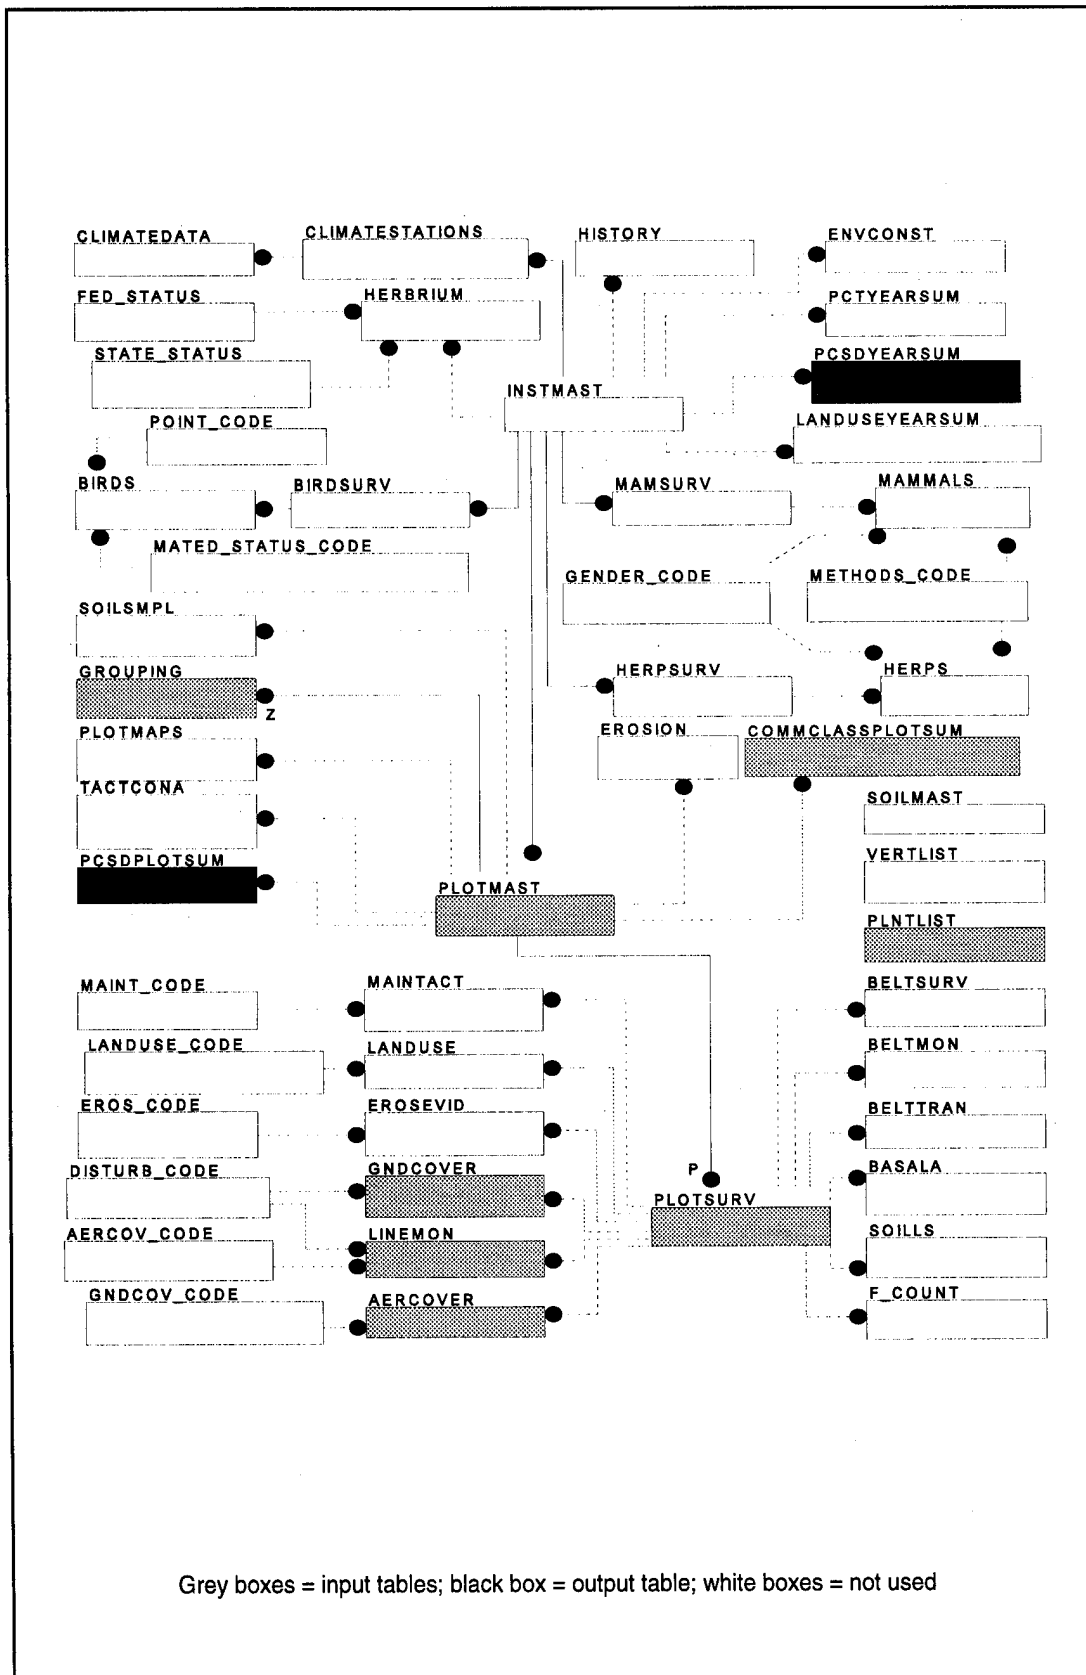 CLIMATEDATA
CLIMATESTATIONS
HISTORY
ENVCONST
FED_STATUS
HERBRIUM
PCTYEARSUM
STATE_STATUS
PCSDYEARSUM
INSTMAST
POINT_CODE
LANDUSEYEARSUM
BIRDS
BIRDSURV
MAMSURV
MAMMALS
MATED_STATUS_CODE
GENDER_CODE
METHODS_CODE
SOILSMPL
GROUPING
Z
HERPSURV
HERPS
PLOTMAPS
EROSION
COMMCLASSPLOTSUM
TACTCONA
SOILMAST
PCSDPLOTSUM
VERTLIST
PLOTMAST
PLNTLIST
MAINT_CODE
MAINTACT
BELTSURV
LANDUSE_CODE
LANDUSE
BELTMON
EROS_CODE
EROSEVID
BELTTRAN
DISTURB_CODE
GNDCOVER
P
BASALA
PLOTSURV
AERCOV_CODE
LINEMON
SOILLS
GNDCOV_CODE
AERCOVER
F_COUNT
Grey boxes = input tables; black box = output table; white boxes = not used